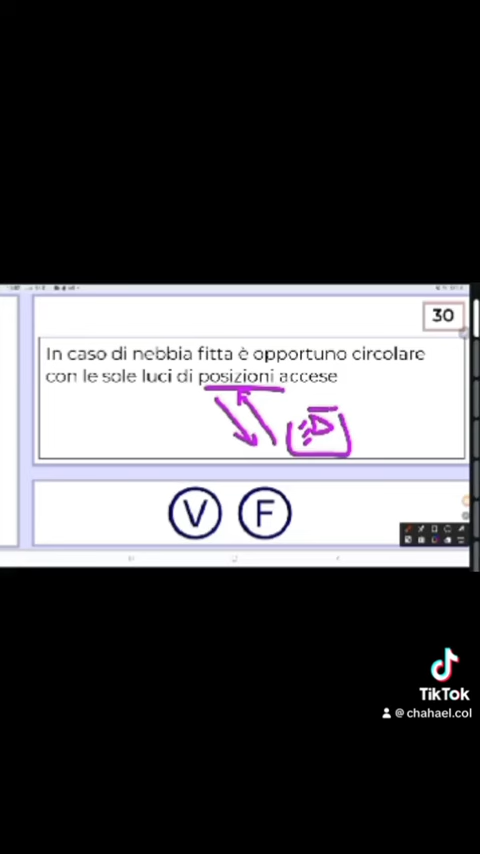 30
In caso di nebbia fitta è opportuno circolare
con le sole luci di posizioni accese
V F
TikTok
@ chahael.col